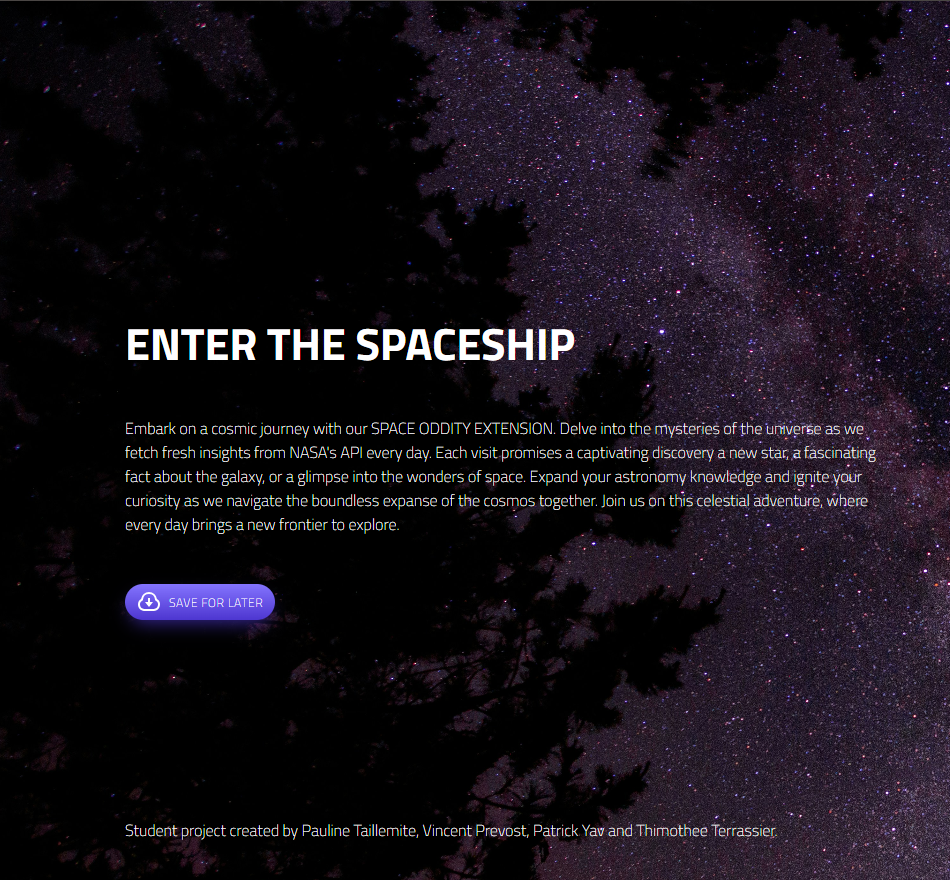 ENTER THE SPACESHIP
Embark on a cosmic journey with our SPACE ODDITY EXTENSION. Delve into the mysteries of the universe as we
fetch fresh insights from NASA's API every day. Each visit promises a captivating discovery a new star, a fascinating
fact about the galaxy, or a glimpse into the wonders of space. Expand your astronomy knowledge and ignite your
curiosity as we navigate the boundless expanse of the cosmos together. Join us on this celestial adventure, where
every day brings a new frontier to explore.
SAVE FOR LATER
Student project created by Pauline Taillemite, Vincent Prevost, Patrick Yav and Thimothee Terrassier.